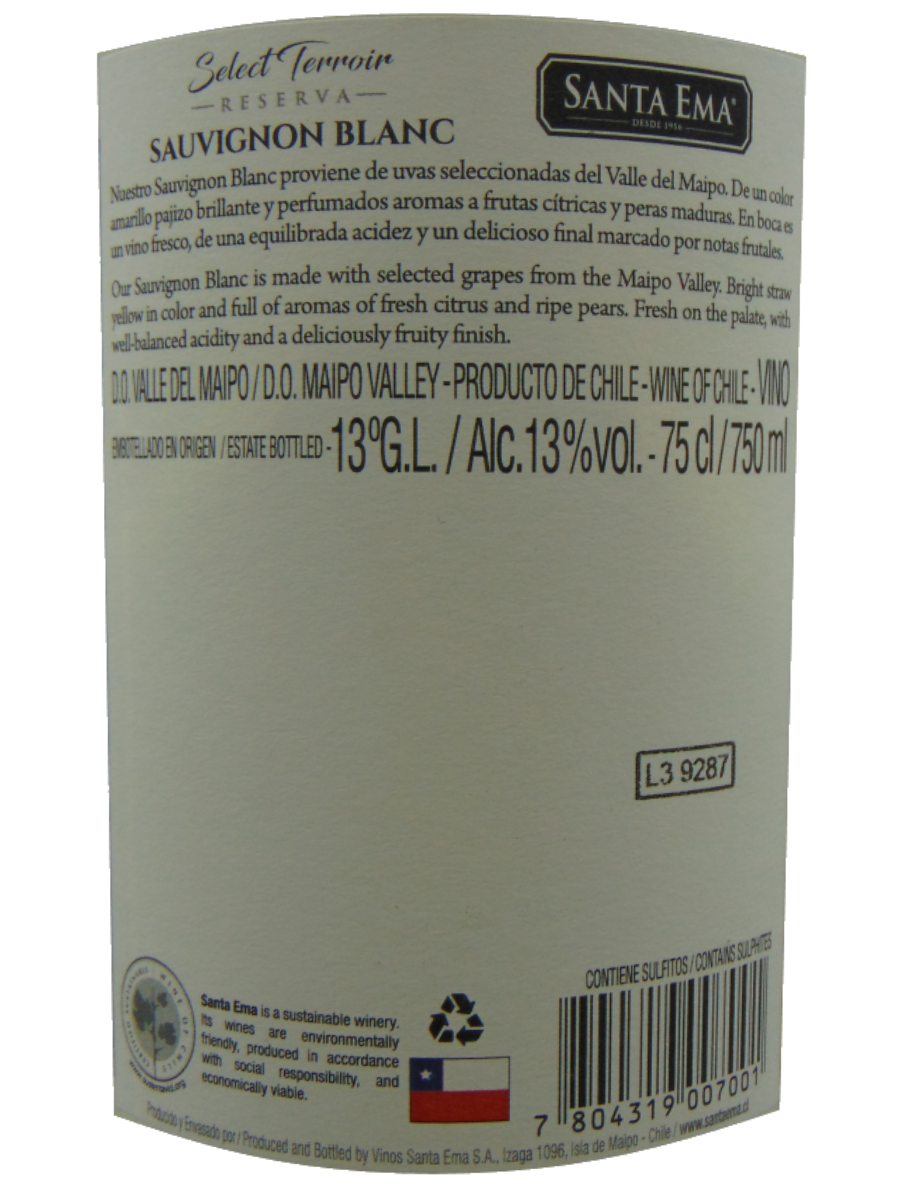 Select Terroir
RESERVA
SAUVIGNON BLANC
SANTA EMA®
DESDE 1956
Nuestro Sauvignon Blanc proviene de uvas seleccionadas del Valle del Maipo. De un color
amarillo pajizo brillante y perfumados aromas a frutas cítricas y peras maduras. En boca es
un vino fresco, de una equilibrada acidez y un delicioso final marcado por notas frutales.
Our Sauvignon Blanc is made with selected grapes from the Maipo Valley. Bright straw
yellow in color and full of aromas of fresh citrus and ripe pears. Fresh on the palate, with
well-balanced acidity and a deliciously fruity finish.
D.O. VALLE DEL MAIPO / D.O. MAIPO VALLEY - PRODUCTO DE CHILE - WINE OF CHILE - VINO
EMBOTELLADO EN ORIGEN / ESTATE BOTTLED - 13ºG.L. / Alc.13%vol. - 75 cl / 750 ml
L3 9287
CONTIENE SULFITOS / CONTAINS SULPHITES
Santa Ema is a sustainable winery.
Its wines are environmentally
friendly, produced in accordance
with social responsibility, and
economically viable.
7 804319 007001
Producido y Envasado por / Produced and Bottled by Vinos Santa Ema S.A., Izaga 1096, Isla de Maipo - Chile / www.santaema.cl